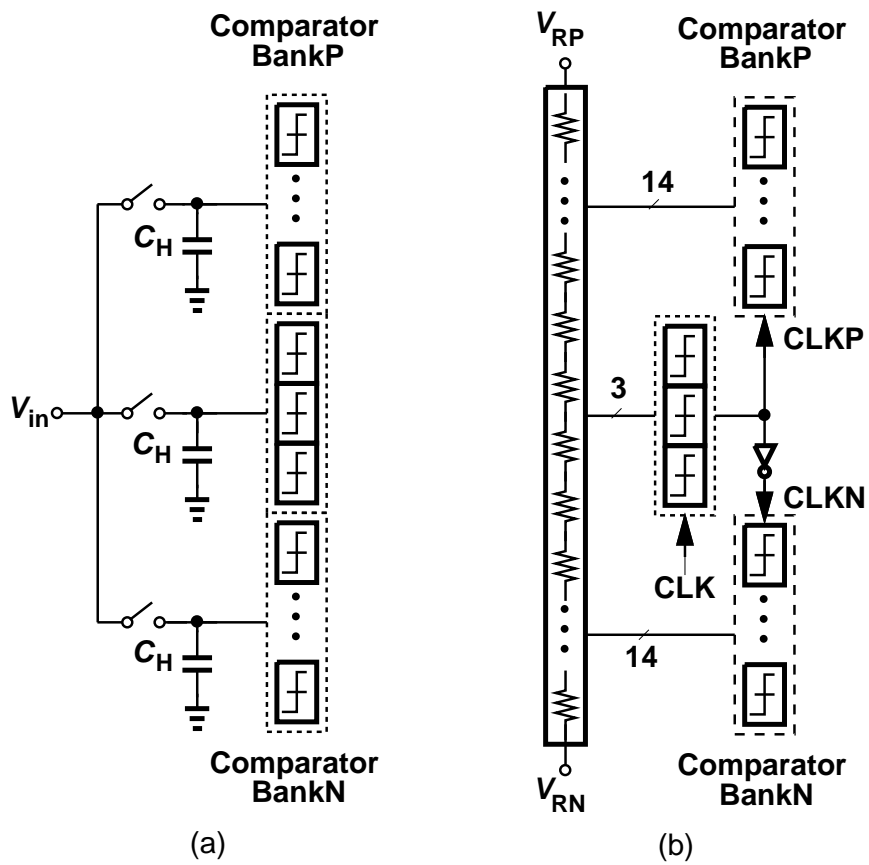 Comparator
BankP
C_H
V_in
C_H
C_H
Comparator
BankN
(a)
V_RP
Comparator
BankP
14
CLKP
3
CLKN
CLK
14
V_RN
Comparator
BankN
(b)